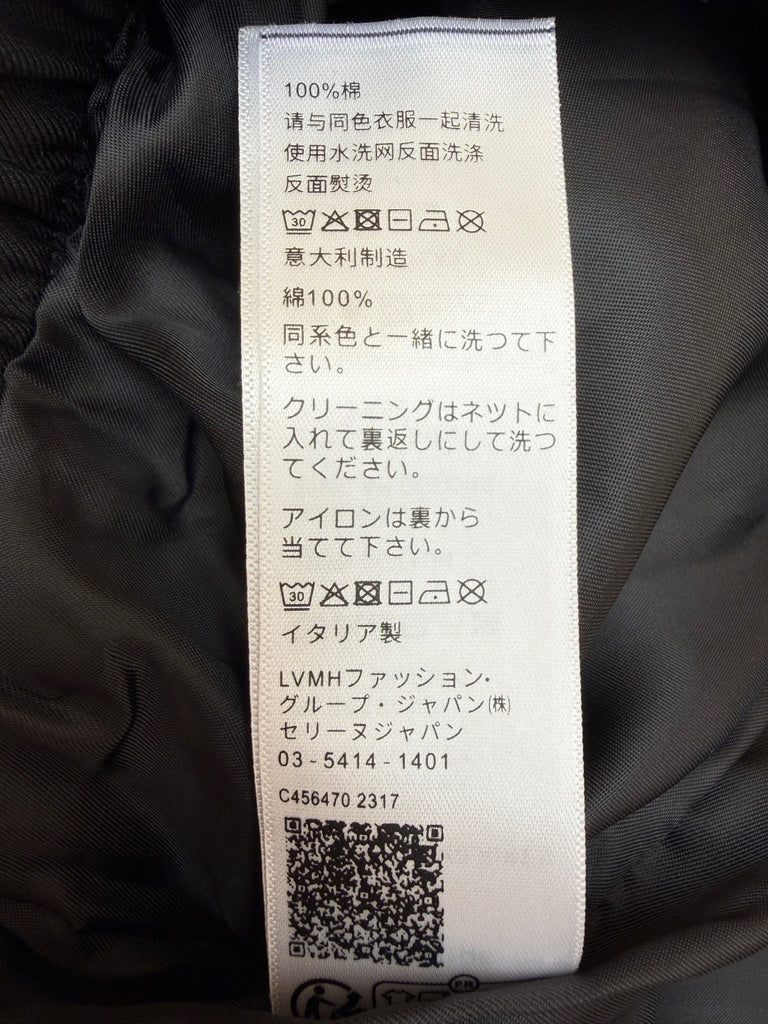 100%棉
请与同色衣服一起清洗
使用水洗网反面洗涤
反面熨烫
30
意大利制造
綿100%
同系色と一緒に洗つて下
さい。
クリーニングはネツトに
入れて裏返しにして洗つ
てください。
アイロンは裏から
当てて下さい。
30
イタリア製
LVMHファッション・
グループ・ジャパン㈱
セリーヌジャパン
03-5414-1401
C456470 2317
FR